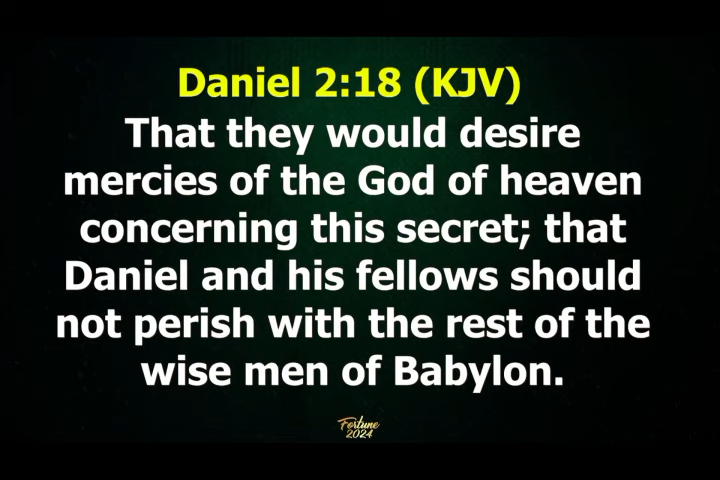 Daniel 2:18 (KJV)
That they would desire
mercies of the God of heaven
concerning this secret; that
Daniel and his fellows should
not perish with the rest of the
wise men of Babylon.
Fortune
2024